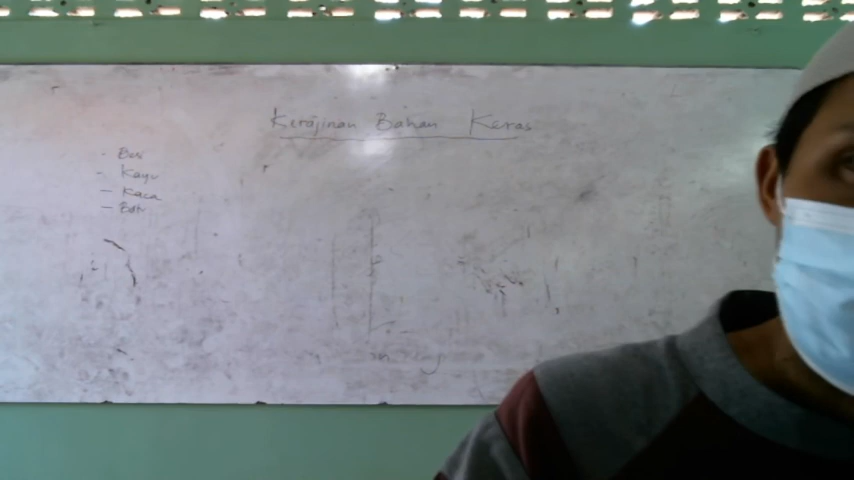 Kerajinan Bahan Keras
- Besi
- Kayu
- Kaca
- Batu